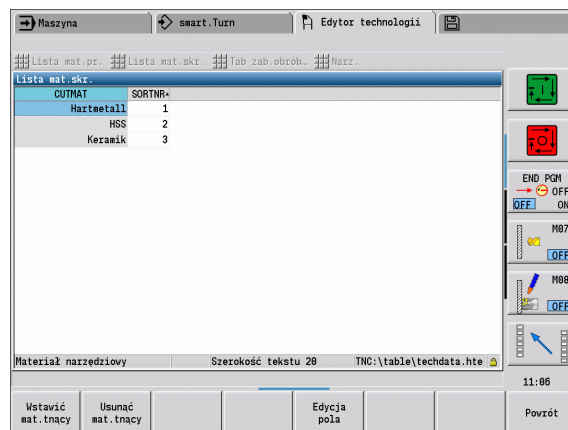 Maszyna smart.Turn Edytor technologii
Lista mat.pr. Lista mat.skr. Tab zab.obrób… Narz.
Lista mat.skr.
CUTMAT SORTNR
Hartmetall 1
HSS 2
Keramik 3
END PGM
OFF
OFF ON
M07
OFF
M08
OFF
Materiał narzędziowy Szerokość tekstu 20 TNC:\table\techdata.hte
11:06
Wstawić mat.tnący
Usunąć mat.tnący
Edycja pola
Powrót